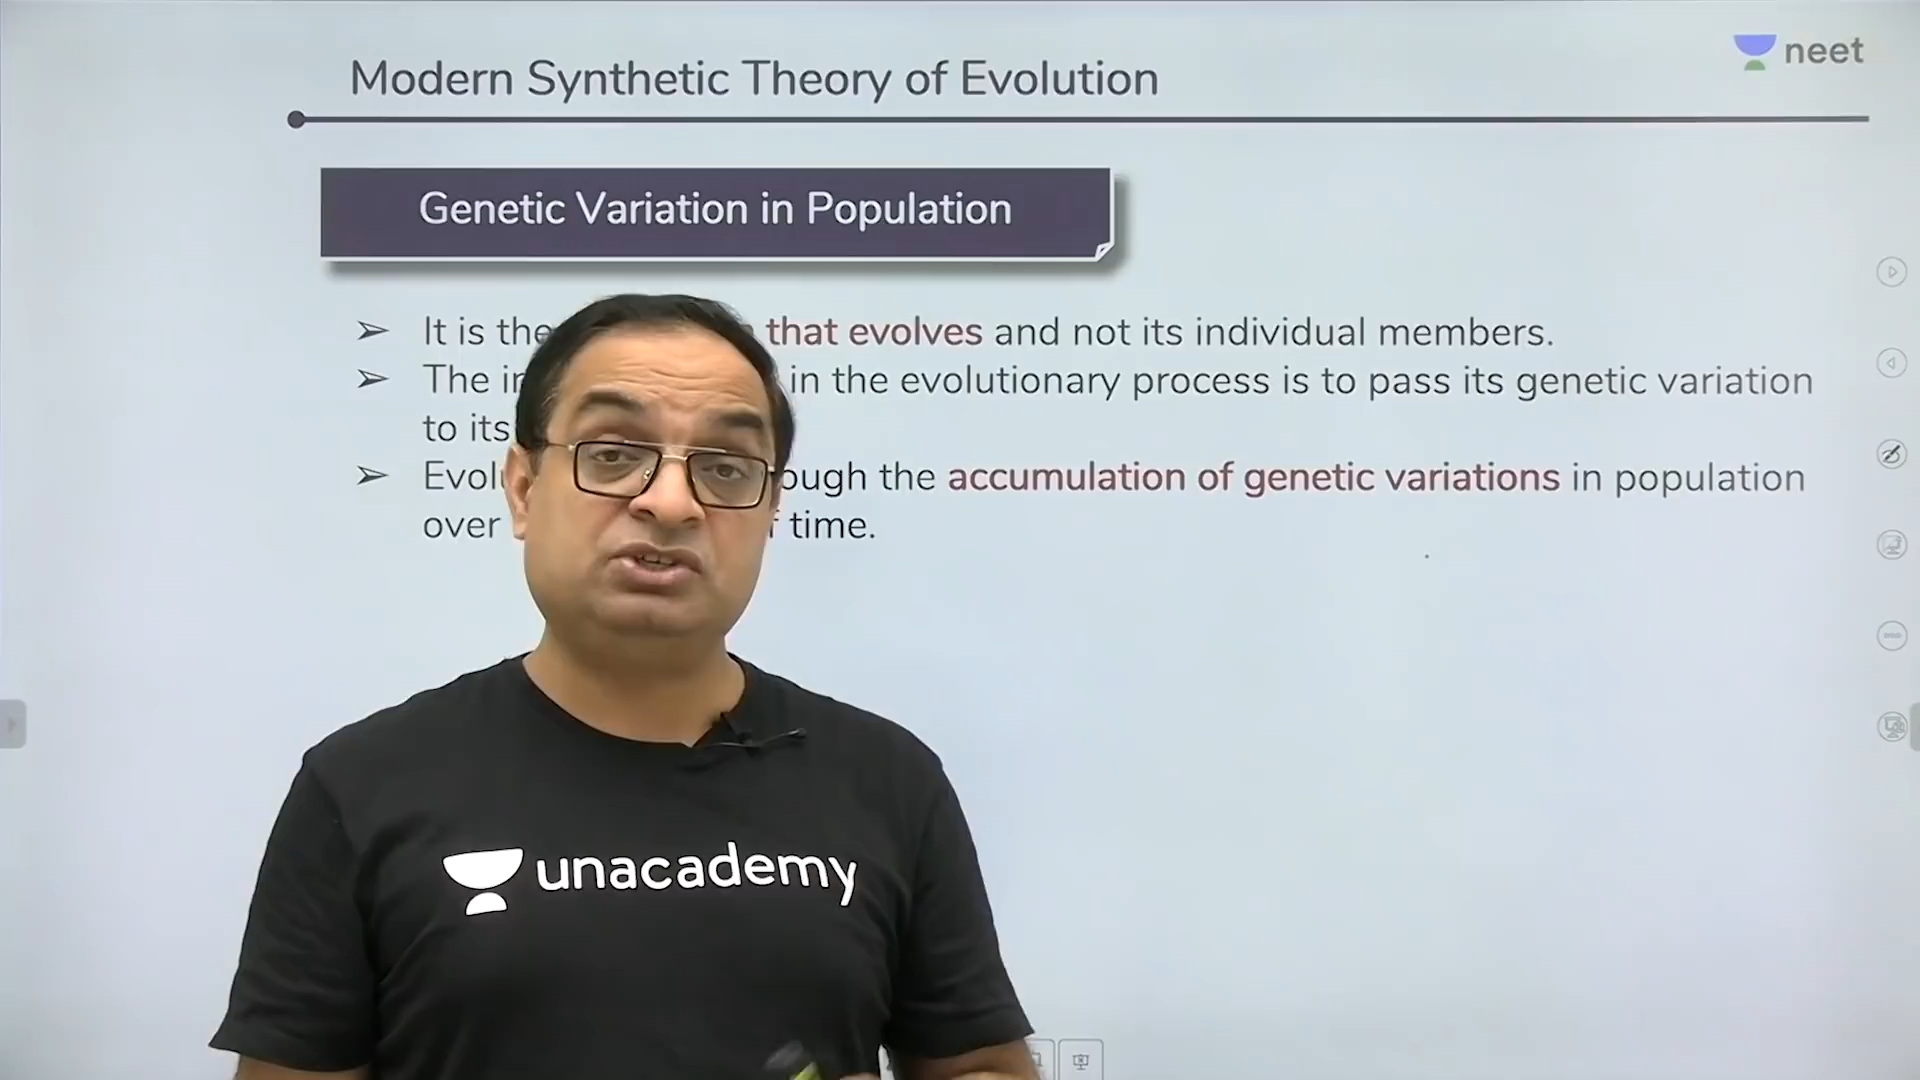 Modern Synthetic Theory of Evolution
neet
Genetic Variation in Population
➢ It is the that evolves and not its individual members.
➢ The in the evolutionary process is to pass its genetic variation
to its
➢ the accumulation of genetic variations in population
over time.
unacademy